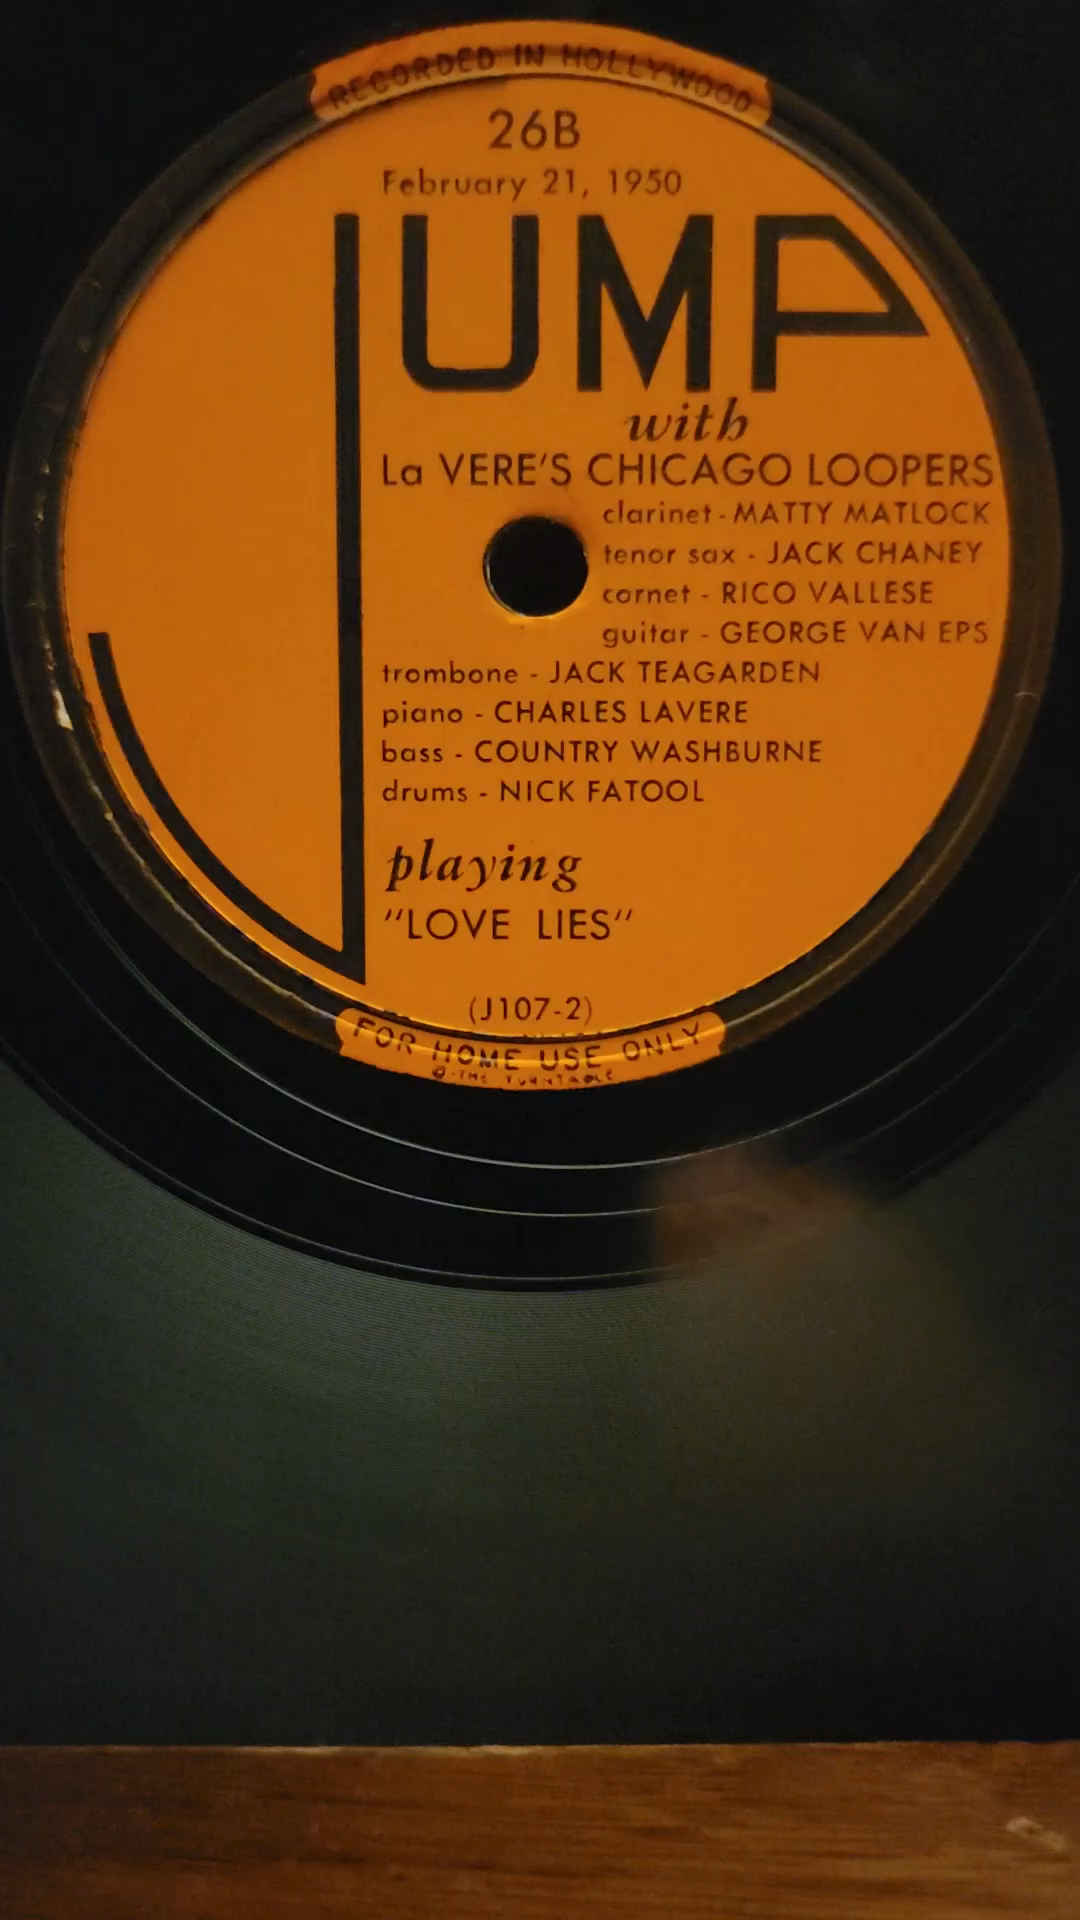 RECORDED IN HOLLYWOOD
26B
February 21, 1950
JUMP
with
La VERE'S CHICAGO LOOPERS
clarinet - MATTY MATLOCK
tenor sax - JACK CHANEY
cornet - RICO VALLESE
guitar - GEORGE VAN EPS
trombone - JACK TEAGARDEN
piano - CHARLES LAVERE
bass - COUNTRY WASHBURNE
drums - NICK FATOOL
playing
"LOVE LIES"
(J107-2)
FOR HOME USE ONLY
THE TURNTABLE